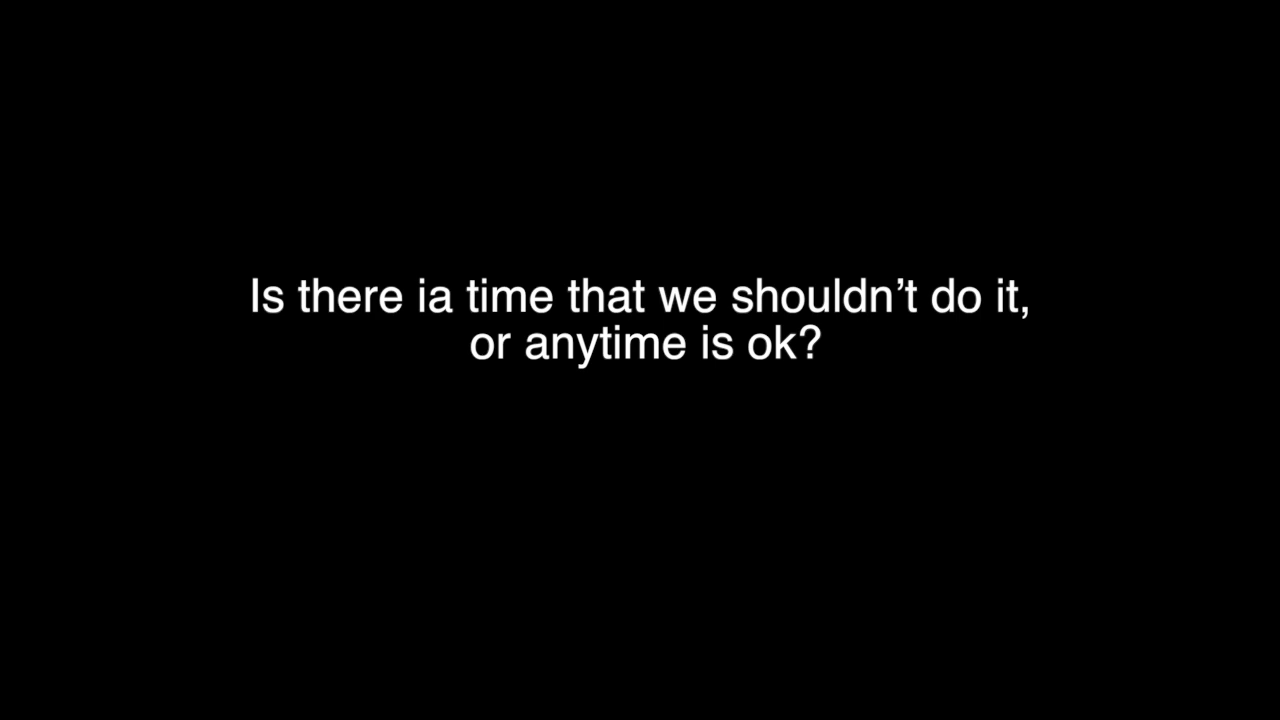 Is there ia time that we shouldn’t do it,
or anytime is ok?